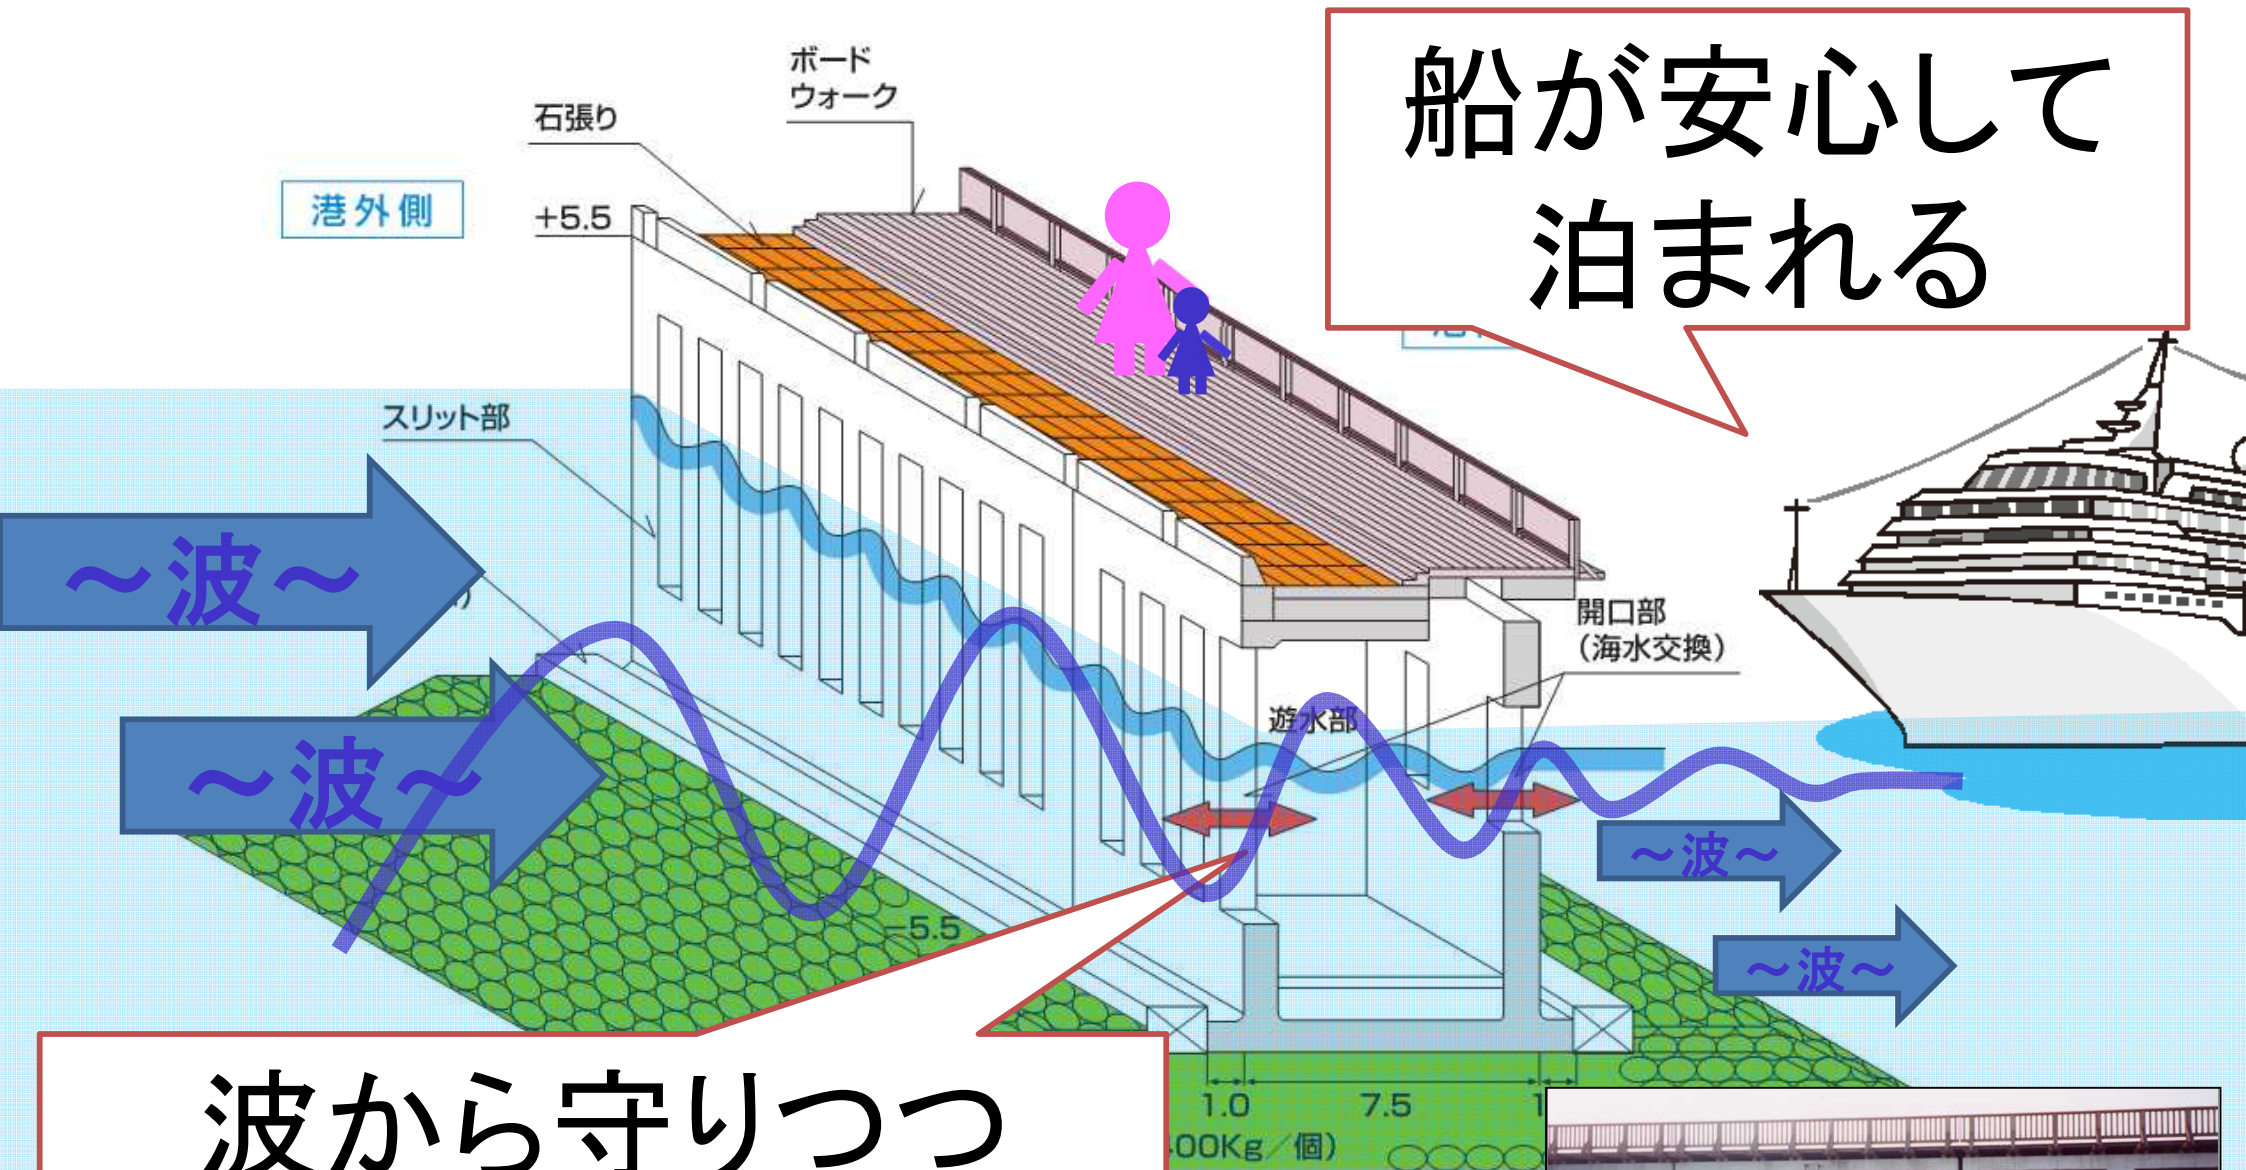 ボード
ウォーク
石張り
港外側
+5.5
船が安心して
泊まれる
スリット部
～波～
～波～
開口部
（海水交換）
遊水部
～波～
～波～
-5.5
波から守りつつ
1.0
7.5
00Kg／個）